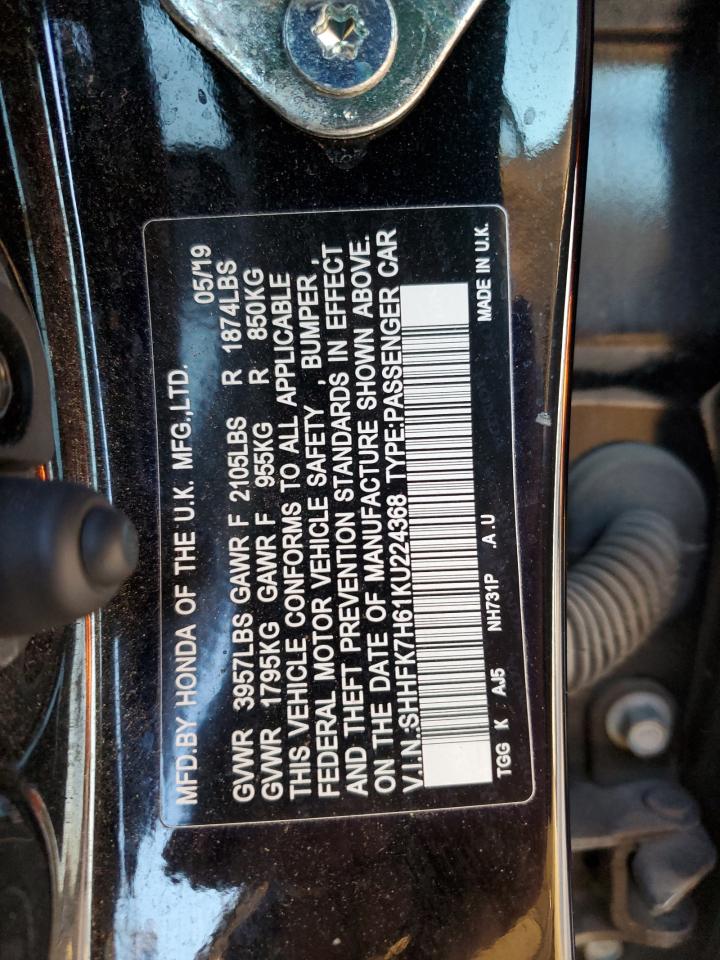 MFD.BY HONDA OF THE U.K. MFG.,LTD. 05/19
GVWR 3957LBS GAWR F 2105LBS R 1874LBS
GVWR 1795KG GAWR F 955KG R 850KG
THIS VEHICLE CONFORMS TO ALL APPLICABLE
FEDERAL MOTOR VEHICLE SAFETY , BUMPER ,
AND THEFT PREVENTION STANDARDS IN EFFECT
ON THE DATE OF MANUFACTURE SHOWN ABOVE.
V.I.N.:SHHFK7H61KU224368 TYPE:PASSENGER CAR
TGG K AJ5 NH731P .A .U MADE IN U.K.